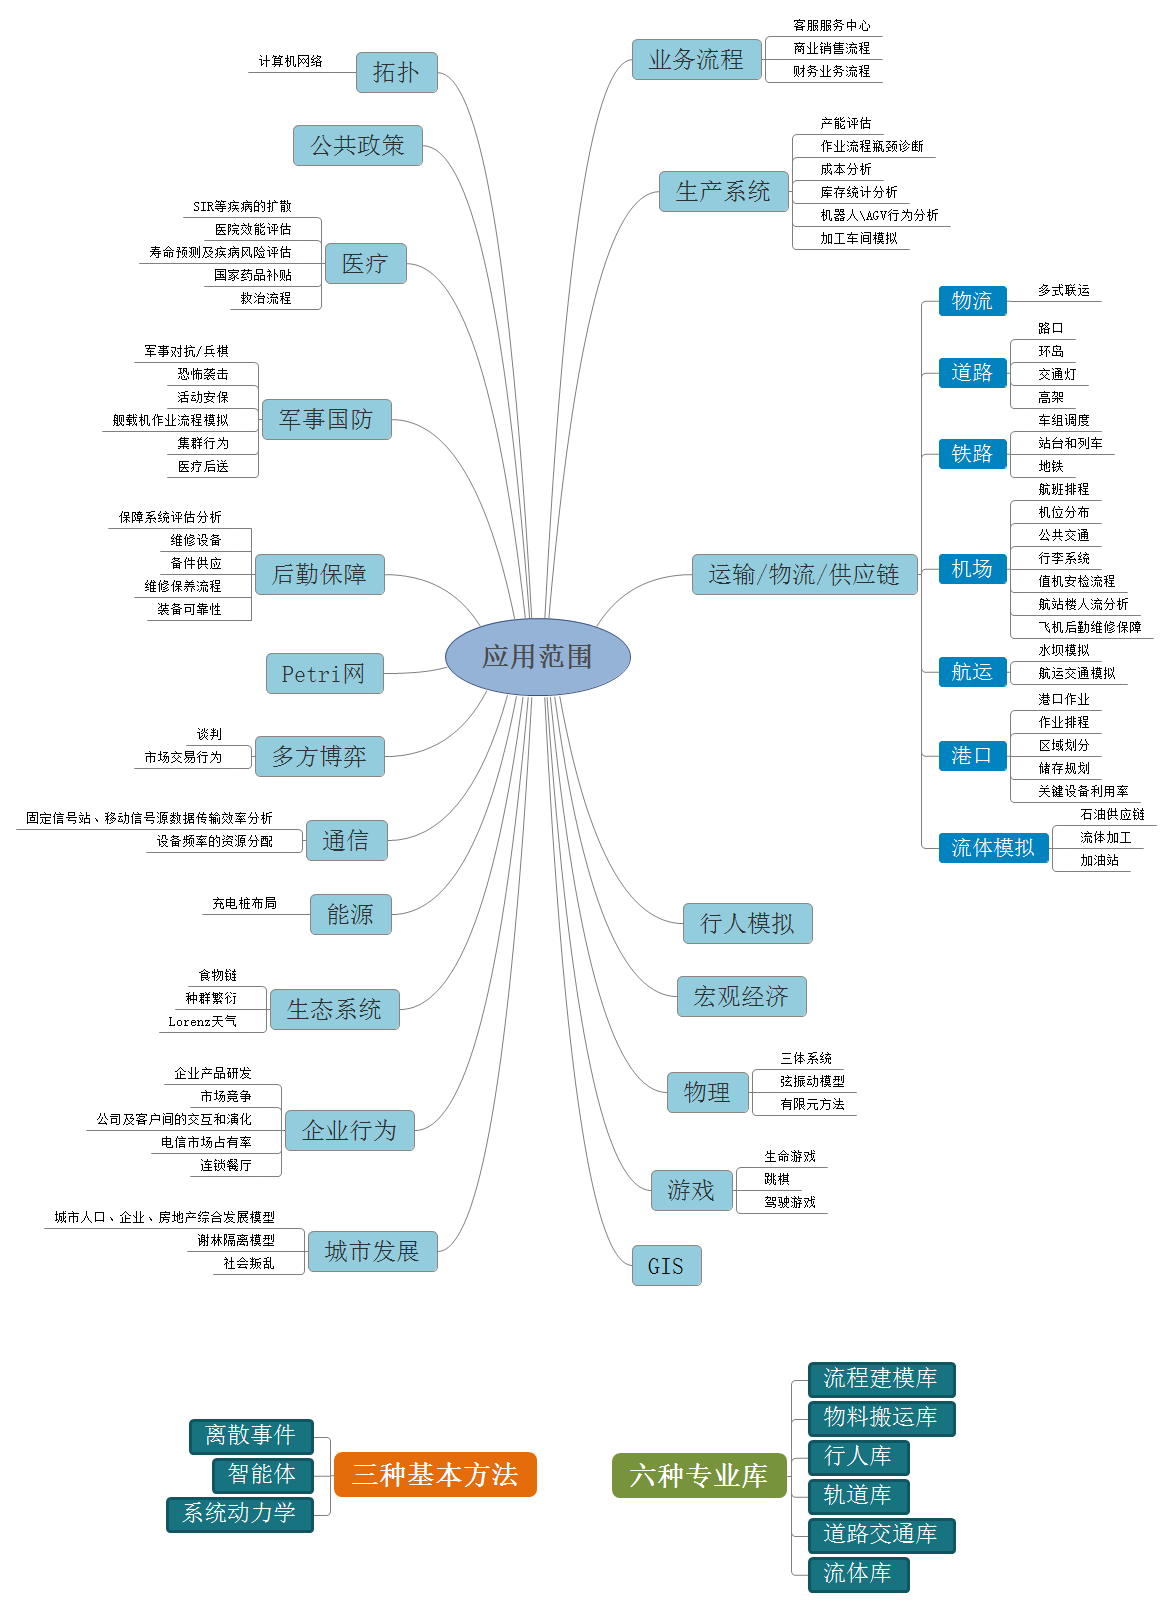 应用范围
拓扑
计算机网络
公共政策
医疗
SIR等疾病的扩散
医院效能评估
寿命预测及疾病风险评估
国家药品补贴
救治流程
军事国防
军事对抗/兵棋
恐怖袭击
活动安保
舰载机作业流程模拟
集群行为
医疗后送
后勤保障
保障系统评估分析
维修设备
备件供应
维修保养流程
装备可靠性
Petri网
多方博弈
谈判
市场交易行为
通信
固定信号站、移动信号源数据传输效率分析
设备频率的资源分配
能源
充电桩布局
生态系统
食物链
种群繁衍
Lorenz天气
企业行为
企业产品研发
市场竞争
公司及客户间的交互和演化
电信市场占有率
连锁餐厅
城市发展
城市人口、企业、房地产综合发展模型
谢林隔离模型
社会叛乱
业务流程
客服服务中心
商业销售流程
财务业务流程
生产系统
产能评估
作业流程瓶颈诊断
成本分析
库存统计分析
机器人\AGV行为分析
加工车间模拟
运输/物流/供应链
物流
多式联运
道路
路口
环岛
交通灯
高架
铁路
车组调度
站台和列车
地铁
机场
航班排程
机位分布
公共交通
行李系统
值机安检流程
航站楼人流分析
飞机后勤维修保障
航运
水坝模拟
航运交通模拟
港口
港口作业
作业排程
区域划分
储存规划
关键设备利用率
流体模拟
石油供应链
流体加工
加油站
行人模拟
宏观经济
物理
三体系统
弦振动模型
有限元方法
游戏
生命游戏
跳棋
驾驶游戏
GIS
三种基本方法
离散事件
智能体
系统动力学
六种专业库
流程建模库
物料搬运库
行人库
轨道库
道路交通库
流体库